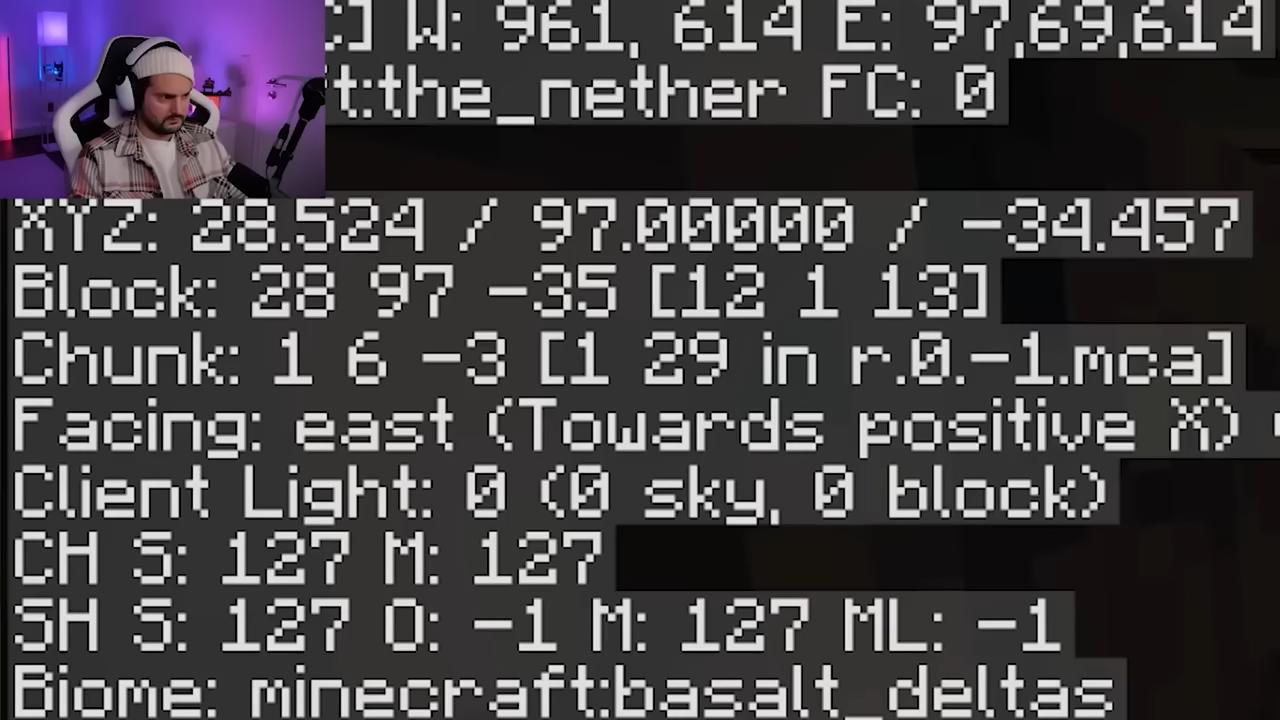 C] W: 961, 614 E: 97,69,614
t:the_nether FC: 0
XYZ: 28.524 / 97.00000 / -34.457
Block: 28 97 -35 [12 1 13]
Chunk: 1 6 -3 [1 29 in r.0.-1.mca]
Facing: east (Towards positive X)
Client Light: 0 (0 sky, 0 block)
CH S: 127 M: 127
SH S: 127 O: -1 M: 127 ML: -1
Biome: minecraft:basalt_deltas